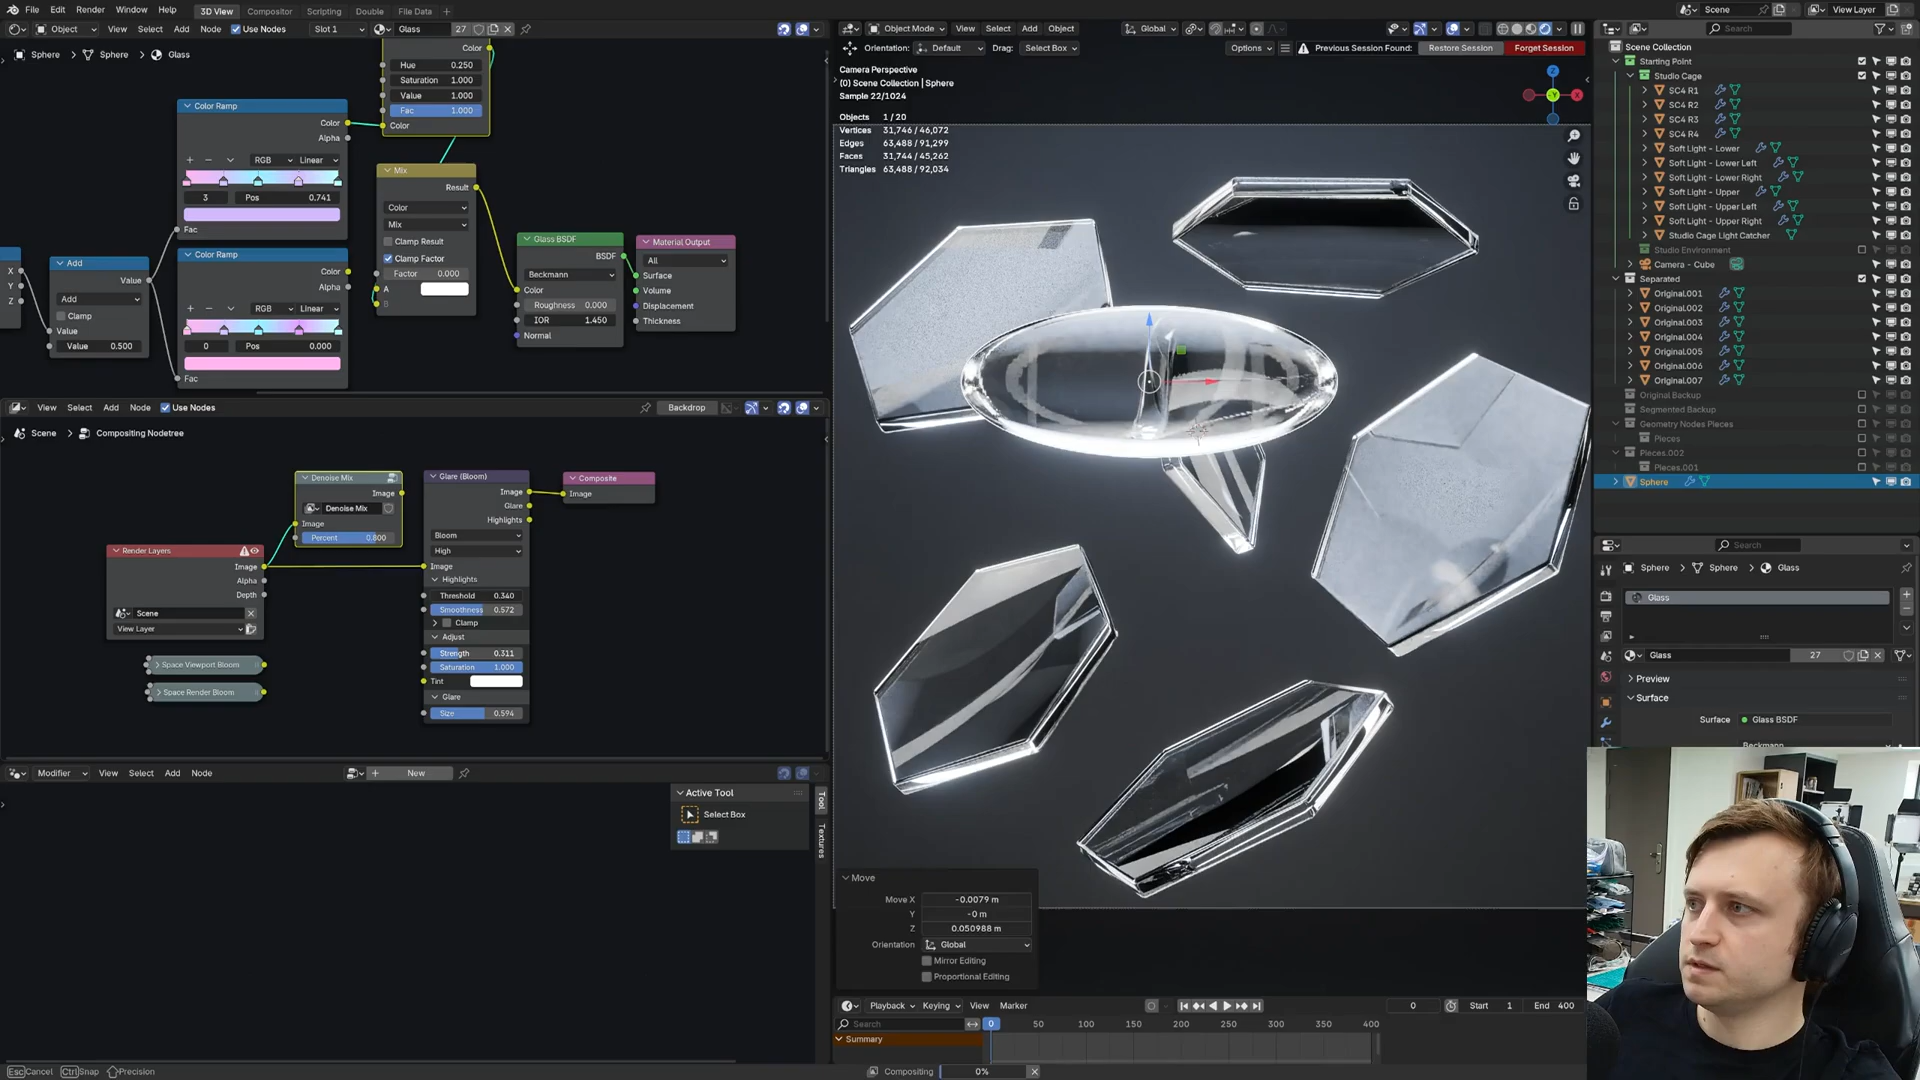 File Edit Render Window Help 3D View Compositor Scripting Double File Data Scene View Layer
Object View Select Add Node Use Nodes Slot 1 Glass 27
Object Mode View Select Add Object Global
Search
Sphere Sphere Glass
Orientation: Default Drag: Select Box Options Previous Session Found: Restore Session Forget Session
Color
Hue 0.250
Saturation 1.000
Value 1.000
Fac 1.000
Color
Color Ramp
Color
Alpha
RGB Linear
3 Pos 0.741
Fac
Mix
Result
Color
Mix
Clamp Result
Clamp Factor
Factor 0.000
A
B
Color Ramp
Color
Alpha
RGB Linear
0 Pos 0.000
Fac
X
Y
Z
Add
Value
Add
Clamp
Value
Value 0.500
Glass BSDF
BSDF
Beckmann
Color
Roughness 0.000
IOR 1.450
Normal
Material Output
All
Surface
Volume
Displacement
Thickness
View Select Add Node Use Nodes Backdrop
Scene Compositing Nodetree
Denoise Mix
Image
Denoise Mix
Image
Percent 0.800
Glare (Bloom)
Image
Glare
Highlights
Bloom
High
Image
Highlights
Threshold 0.340
Smoothness 0.572
Clamp
Adjust
Strength 0.311
Saturation 1.000
Tint
Glare
Size 0.594
Composite
Image
Render Layers
Image
Alpha
Depth
Scene
View Layer
Space Viewport Bloom
Space Render Bloom
Modifier View Select Add Node New
Active Tool
Select Box
Tool
Textures
Esc Cancel Ctrl Snap Precision
Camera Perspective
(0) Scene Collection | Sphere
Sample 22/1024
Objects 1 / 20
Vertices 31,746 / 46,072
Edges 63,488 / 91,299
Faces 31,744 / 45,262
Triangles 63,488 / 92,034
Z
Y
X
Move
Move X -0.0079 m
Y -0 m
Z 0.050988 m
Orientation Global
Mirror Editing
Proportional Editing
Playback Keying View Marker 0 Start 1 End 400
Search 0 50 100 150 200 250 300 350 400
Summary
Compositing 0%
Scene Collection
Starting Point
Studio Cage
SC4 R1
SC4 R2
SC4 R3
SC4 R4
Soft Light - Lower
Soft Light - Lower Left
Soft Light - Lower Right
Soft Light - Upper
Soft Light - Upper Left
Soft Light - Upper Right
Studio Cage Light Catcher
Studio Environment
Camera - Cube
Separated
Original.001
Original.002
Original.003
Original.004
Original.005
Original.006
Original.007
Original Backup
Segmented Backup
Geometry Nodes Pieces
Pieces
Pieces.002
Pieces.001
Sphere
Search
Sphere Sphere Glass
Glass
Glass 27
Preview
Surface
Surface Glass BSDF
Beckmann